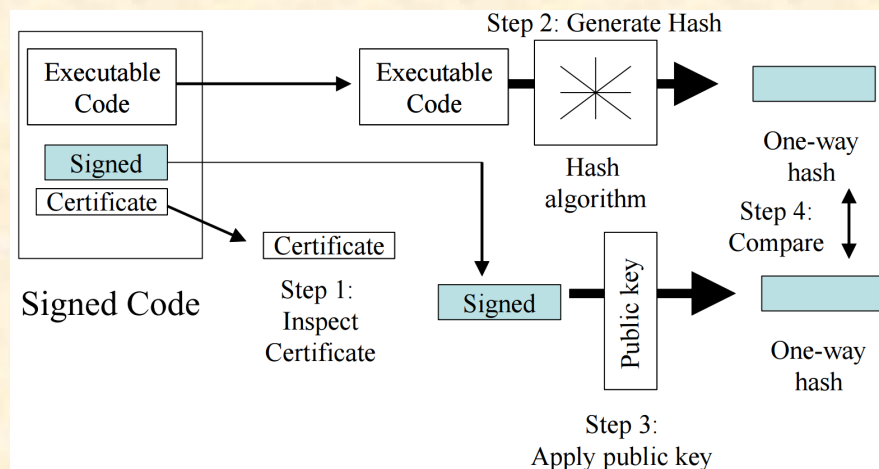 Step 2: Generate Hash
Executable
Code
Executable
Code
Signed
Certificate
Signed Code
Certificate
Step 1:
Inspect
Certificate
Hash
algorithm
One-way
hash
Step 4:
Compare
Signed
Public key
One-way
hash
Step 3:
Apply public key